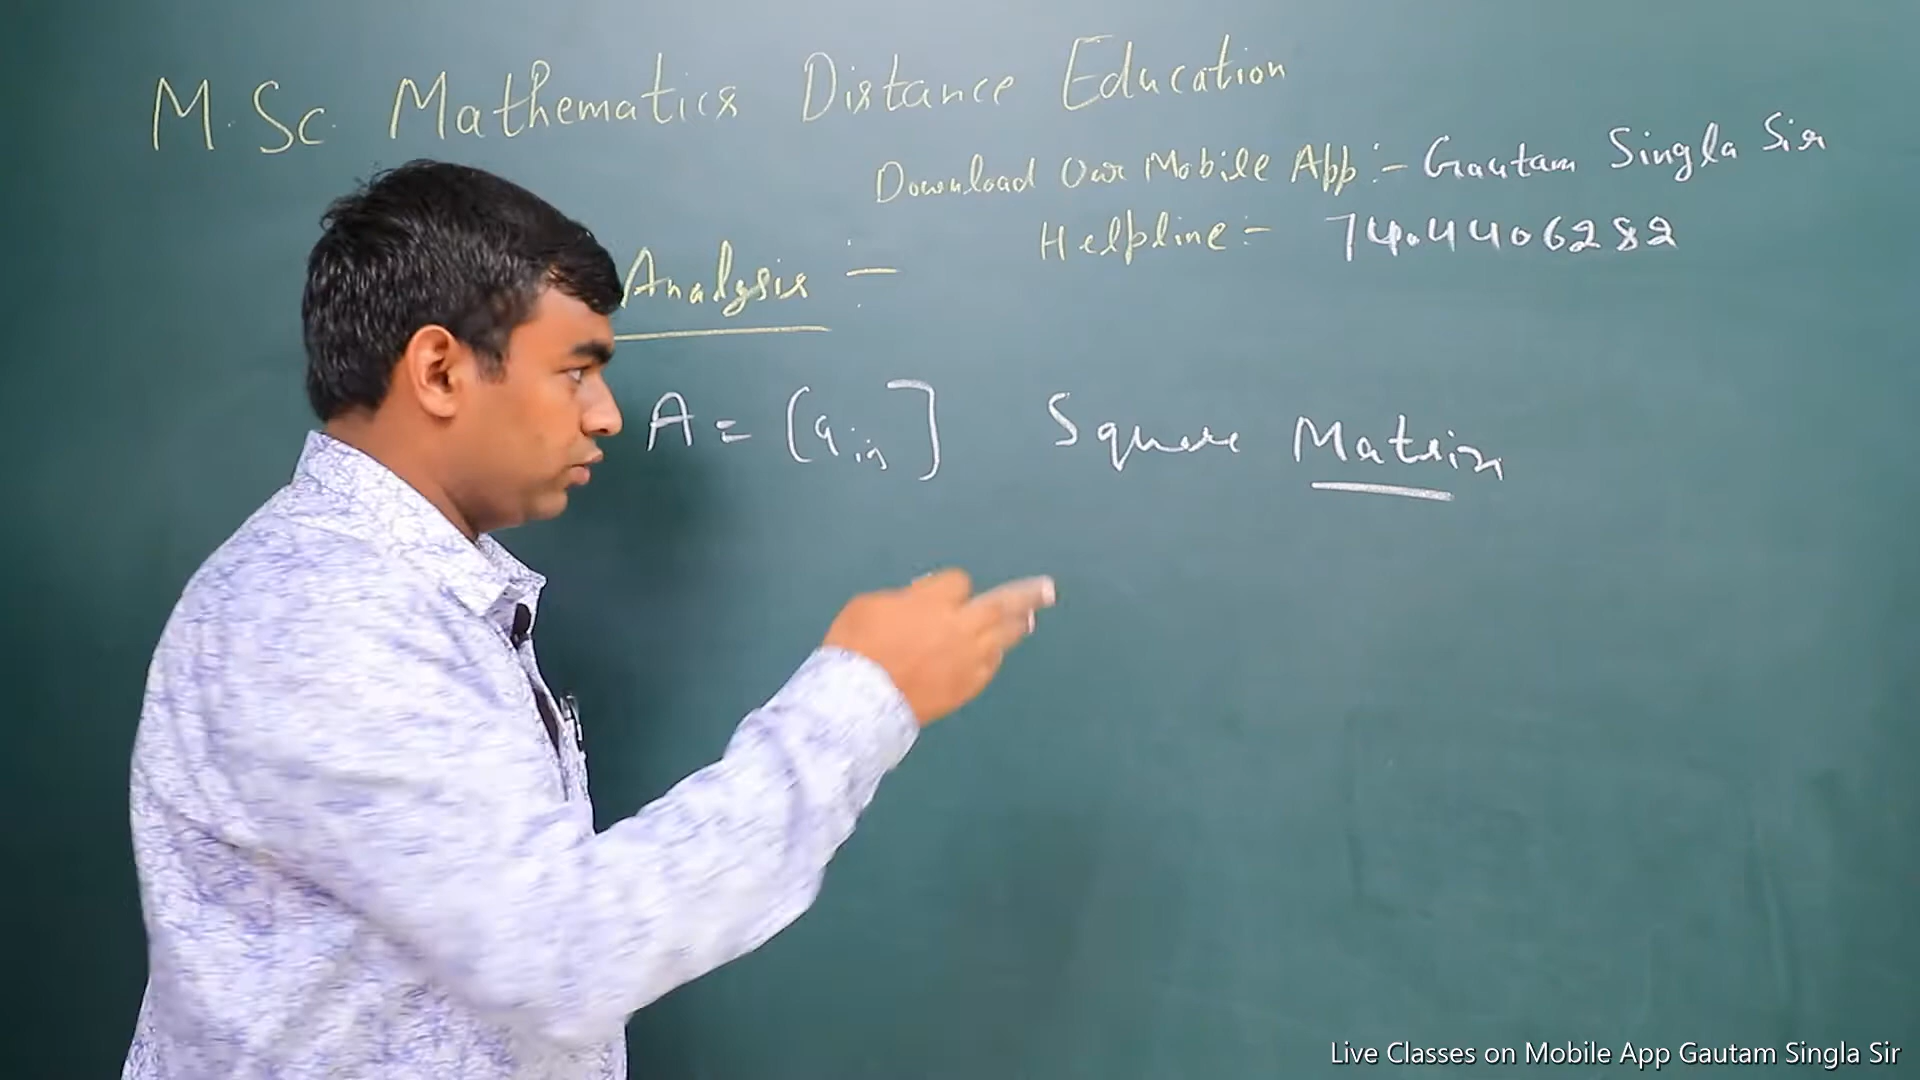 M.Sc. Mathematics Distance Education
Download Our Mobile App :- Gautam Singla Sir
Helpline :- 7404406282
Analysis :-
A = [aij] Square Matrix
Live Classes on Mobile App Gautam Singla Sir